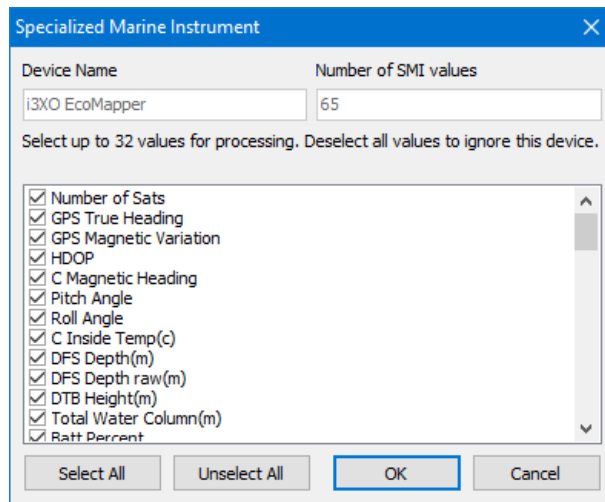 Specialized Marine Instrument
Device Name
Number of SMI values
i3XO EcoMapper
65
Select up to 32 values for processing. Deselect all values to ignore this device.
Number of Sats
GPS True Heading
GPS Magnetic Variation
HDOP
C Magnetic Heading
Pitch Angle
Roll Angle
C Inside Temp(c)
DFS Depth(m)
DFS Depth raw(m)
DTB Height(m)
Total Water Column(m)
Batt Percent
Select All
Unselect All
OK
Cancel